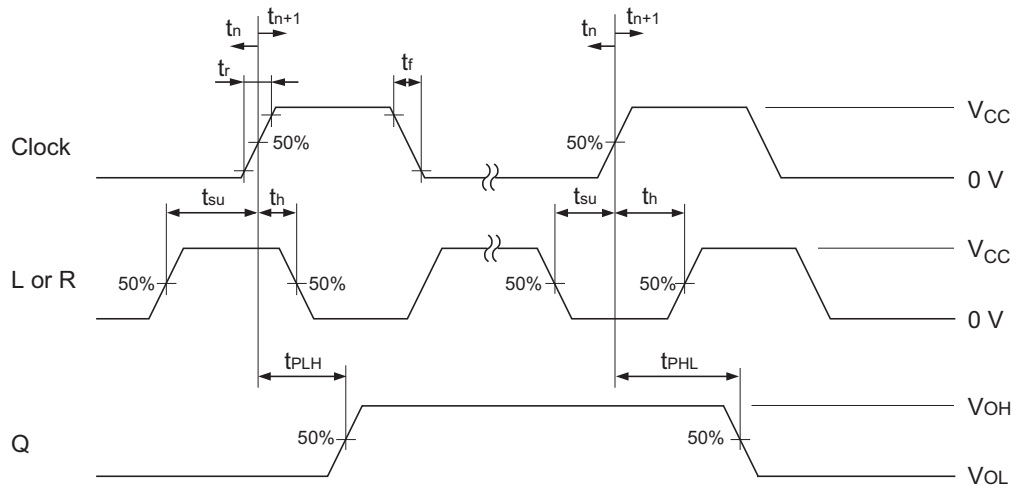 tn tn+1 tn tn+1
tr tf
VCC
Clock 50% 50%
0 V
tsu th tsu th
VCC
L or R 50% 50% 50% 50%
0 V
tPLH tPHL
VOH
Q 50% 50%
VOL